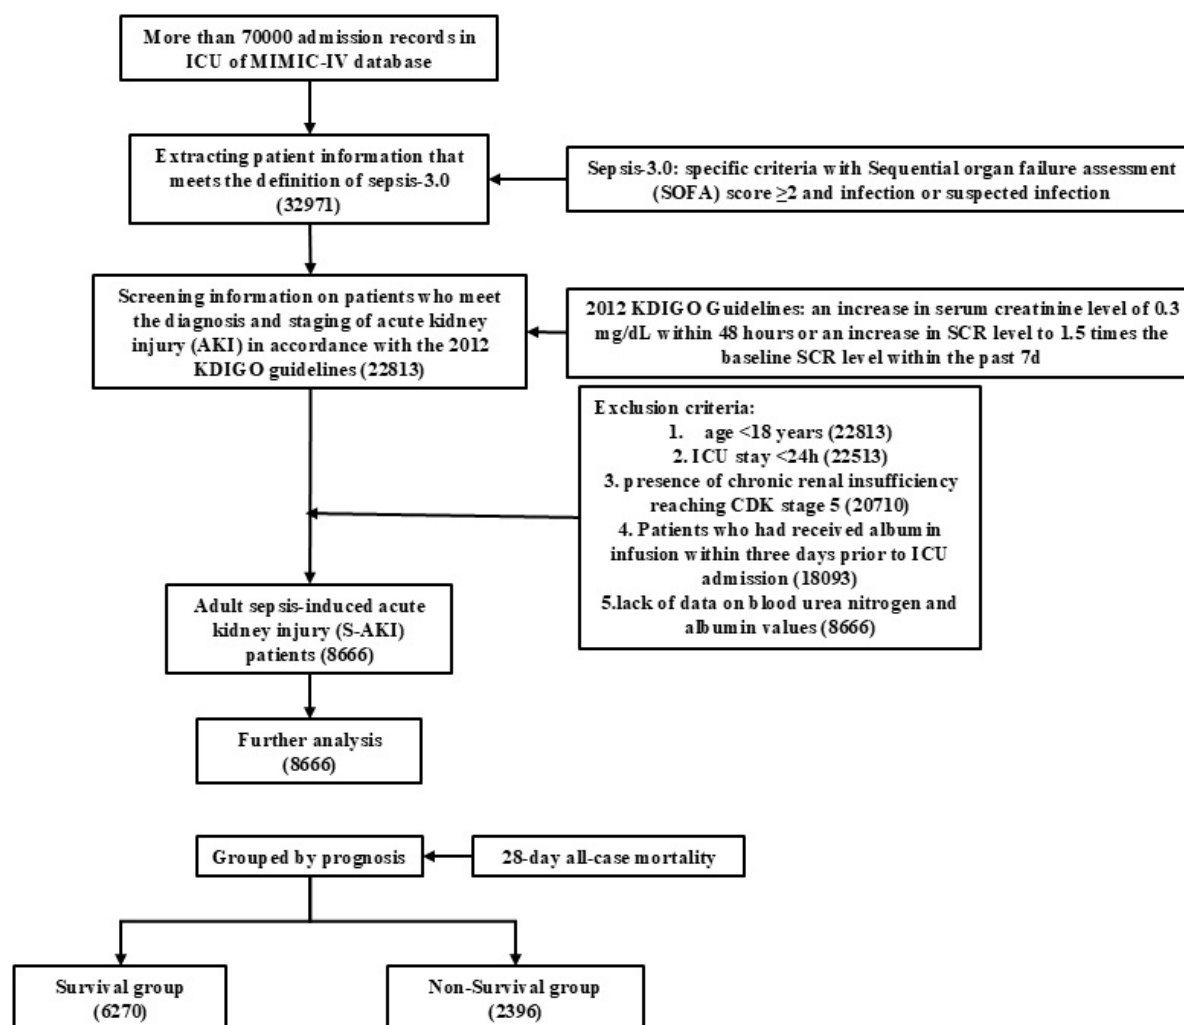 More than 70000 admission records in
ICU of MIMIC-IV database
Extracting patient information that
meets the definition of sepsis-3.0
(32971)
Sepsis-3.0: specific criteria with Sequential organ failure assessment
(SOFA) score ≥2 and infection or suspected infection
Screening information on patients who meet
the diagnosis and staging of acute kidney
injury (AKI) in accordance with the 2012
KDIGO guidelines (22813)
2012 KDIGO Guidelines: an increase in serum creatinine level of 0.3
mg/dL within 48 hours or an increase in SCR level to 1.5 times the
baseline SCR level within the past 7d
Exclusion criteria:
1. age <18 years (22813)
2. ICU stay <24h (22513)
3. presence of chronic renal insufficiency
reaching CDK stage 5 (20710)
4. Patients who had received albumin
infusion within three days prior to ICU
admission (18093)
5.lack of data on blood urea nitrogen and
albumin values (8666)
Adult sepsis-induced acute
kidney injury (S-AKI)
patients (8666)
Further analysis
(8666)
Grouped by prognosis
28-day all-case mortality
Survival group
(6270)
Non-Survival group
(2396)